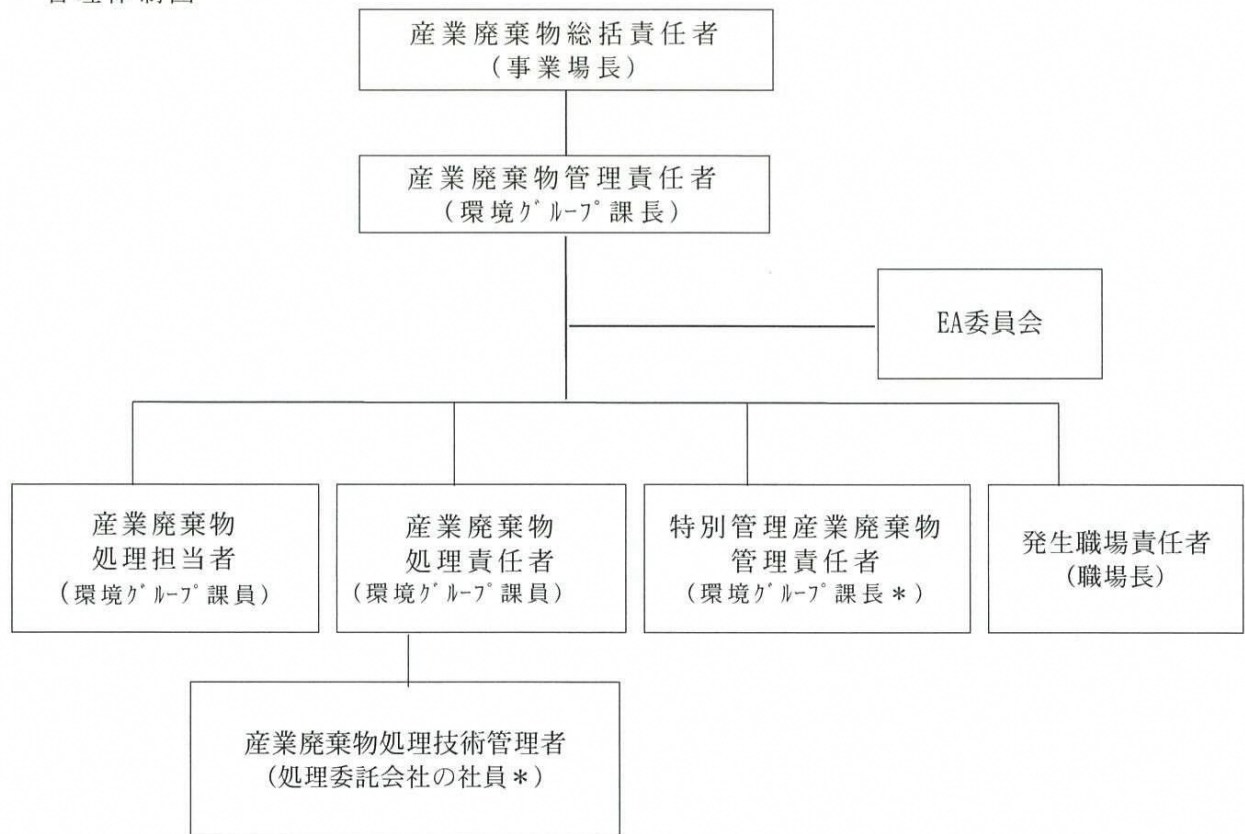 管理体制図
産業廃棄物総括責任者
（事業場長）
産業廃棄物管理責任者
（環境ｸﾞﾙｰﾌﾟ課長）
EA委員会
産業廃棄物
処理担当者
（環境ｸﾞﾙｰﾌﾟ課員）
産業廃棄物
処理責任者
（環境ｸﾞﾙｰﾌﾟ課員）
特別管理産業廃棄物
管理責任者
（環境ｸﾞﾙｰﾌﾟ課長＊）
発生職場責任者
（職場長）
産業廃棄物処理技術管理者
（処理委託会社の社員＊）